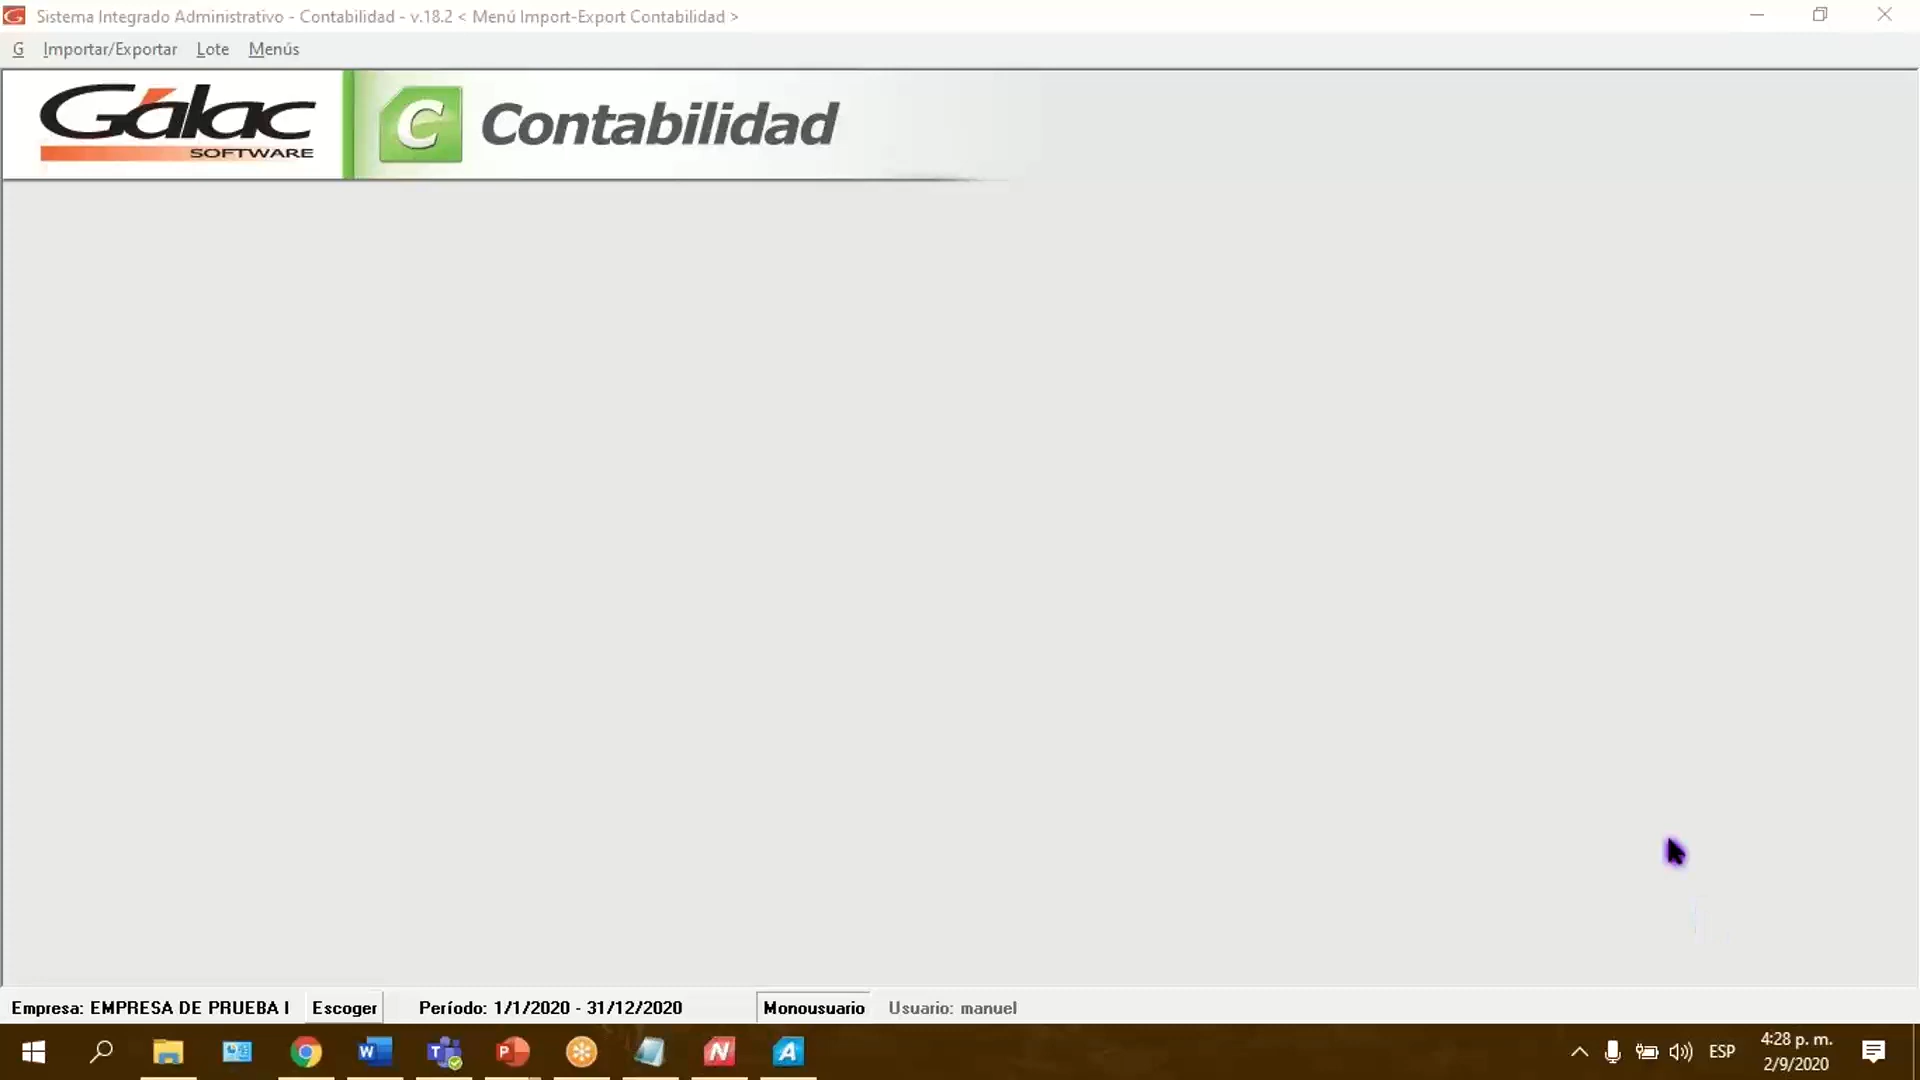 Sistema Integrado Administrativo - Contabilidad - v.18.2 < Menú Import-Export Contabilidad >
G Importar/Exportar Lote Menús
Gálac
SOFTWARE
C Contabilidad
Empresa: EMPRESA DE PRUEBA I Escoger Período: 1/1/2020 - 31/12/2020 Monousuario Usuario: manuel
W T P N A ESP 4:28 p. m.
2/9/2020